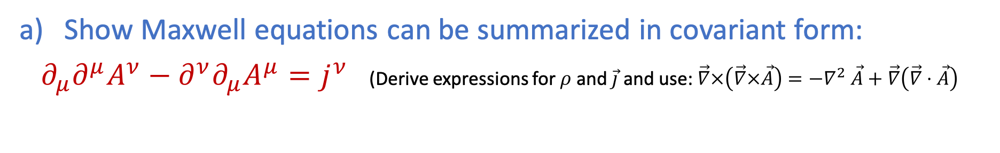 a) Show Maxwell equations can be summarized in covariant form:
∂_μ∂^μ A^ν − ∂^ν∂_μ A^μ = j^ν (Derive expressions for ρ and j⃗ and use: ∇⃗×(∇⃗×A⃗) = −∇² A⃗ + ∇⃗(∇⃗ · A⃗)